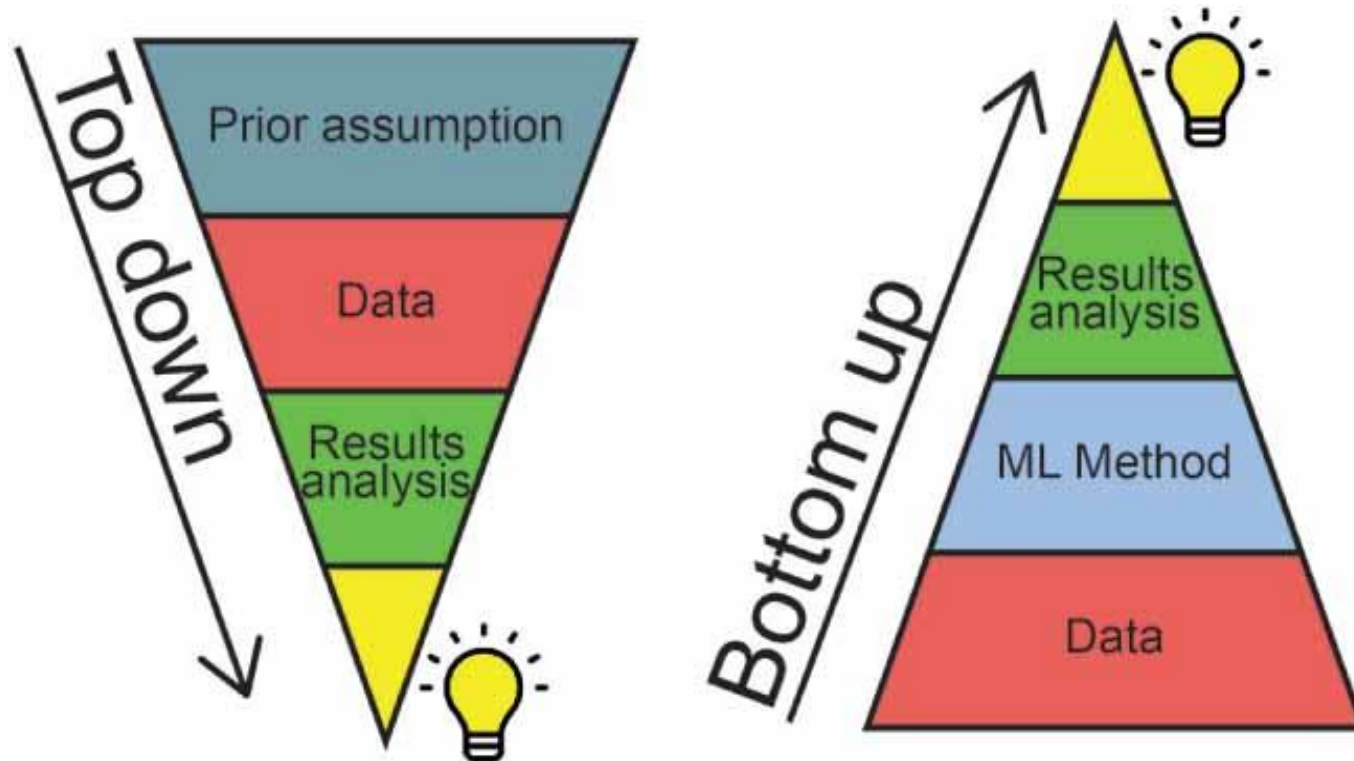 Top down
Prior assumption
Data
Results
analysis
Bottom up
Results
analysis
ML Method
Data